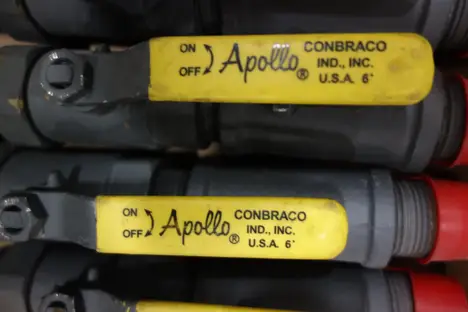 ON
OFF
Apollo®
CONBRACO
IND., INC.
U.S.A. 6'
ON
OFF
Apollo®
CONBRACO
IND., INC.
U.S.A. 6'